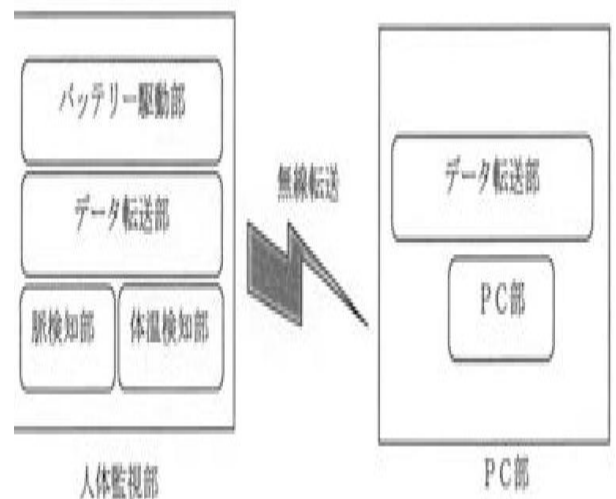 バッテリー駆動部
データ転送部
脈検知部
体温検知部
人体監視部
無線転送
データ転送部
PC部
PC部